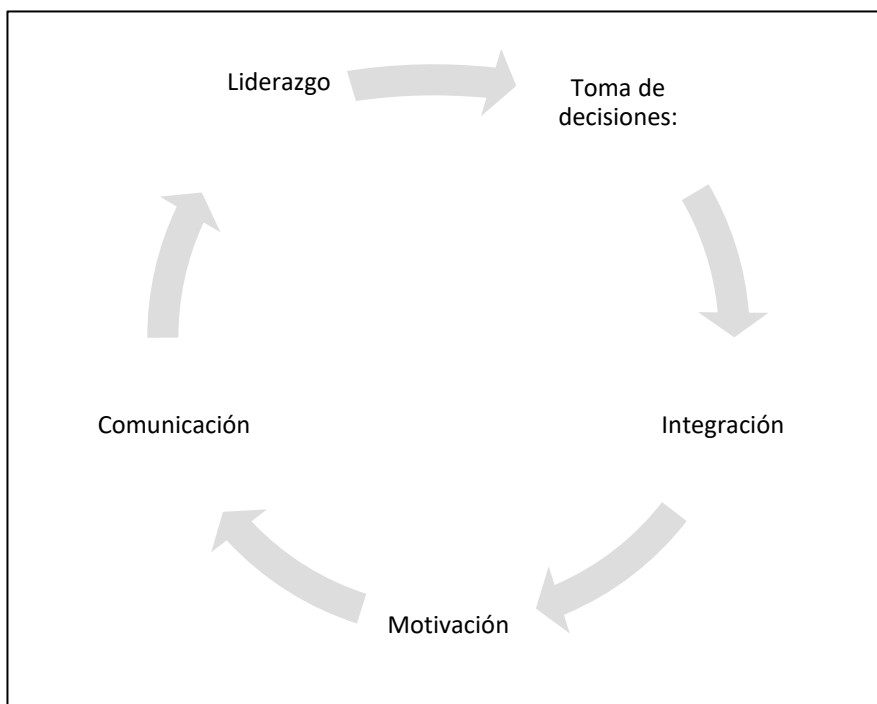 Liderazgo
Toma de
decisiones:
Integración
Motivación
Comunicación